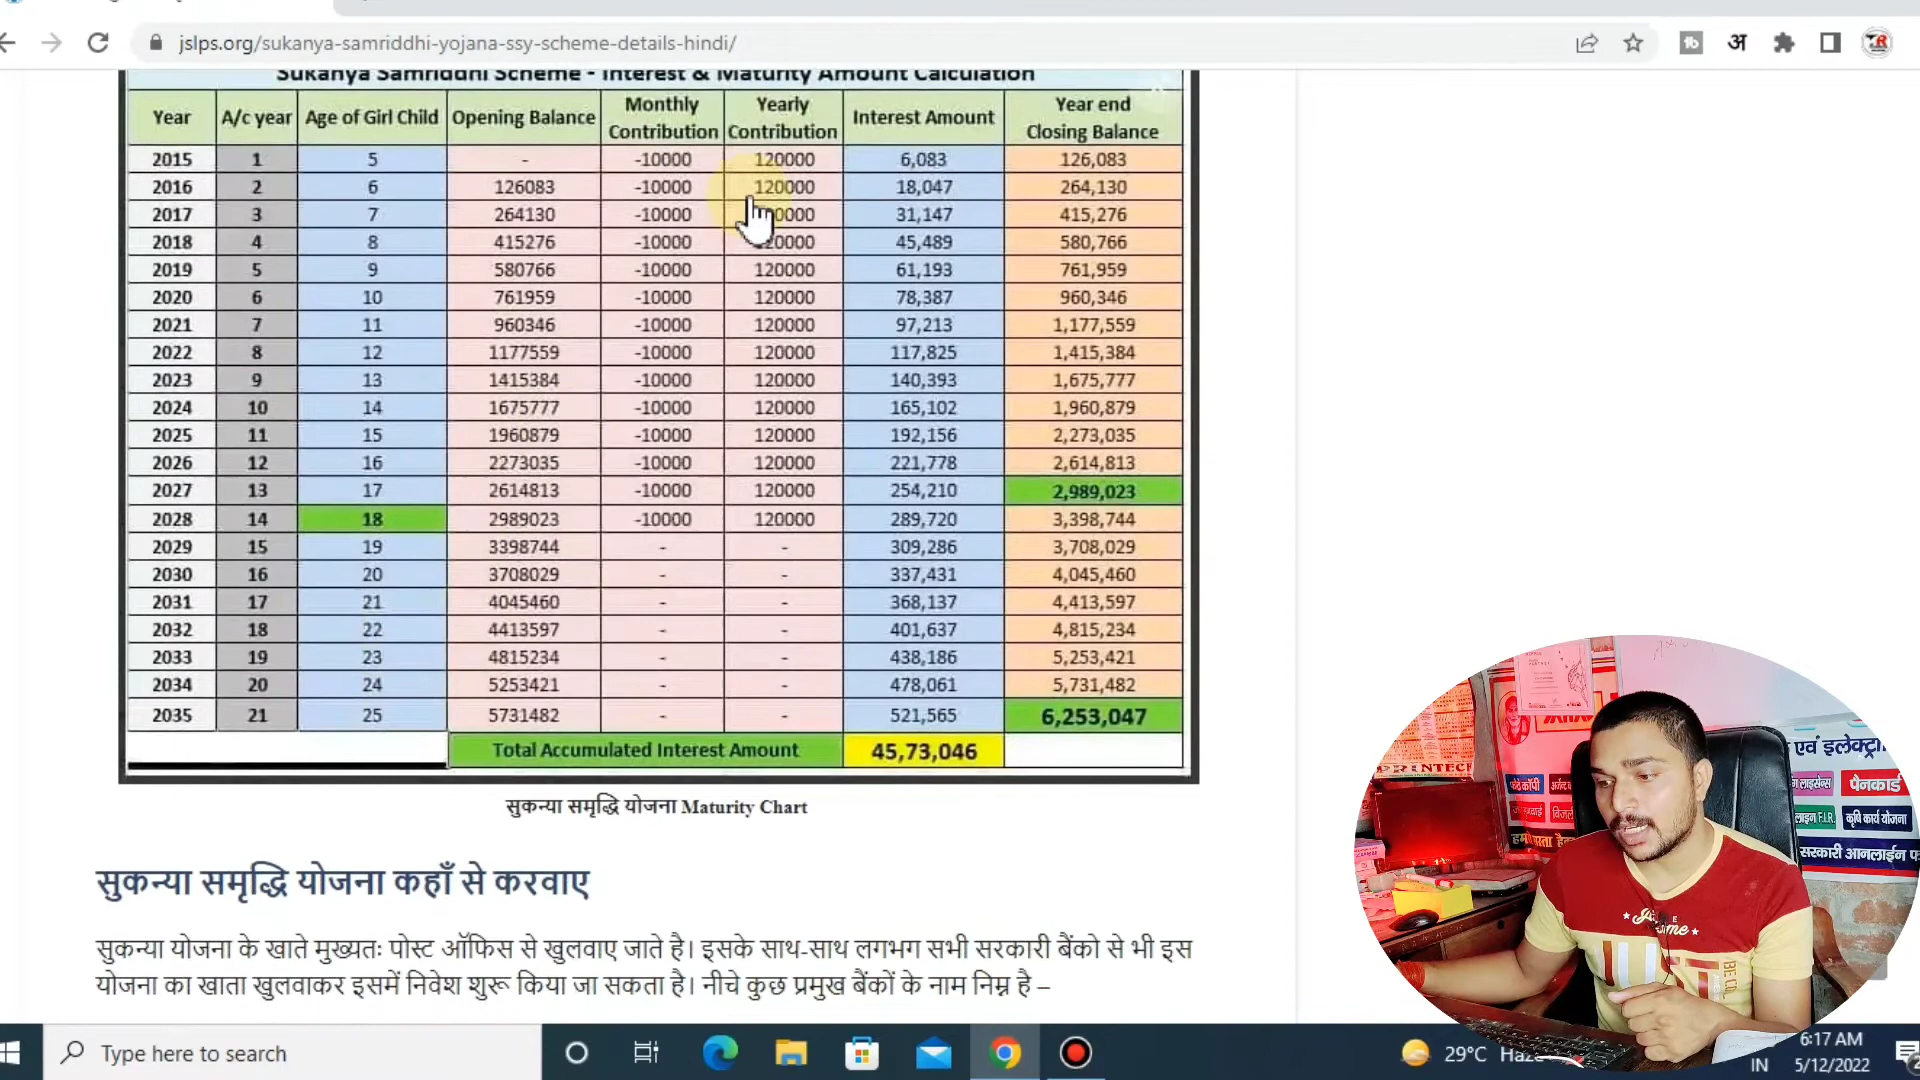 jslps.org/sukanya-samriddhi-yojana-ssy-scheme-details-hindi/
अ
Sukanya Samriddhi Scheme - Interest & Maturity Amount Calculation
Year A/c year Age of Girl Child Opening Balance Monthly Contribution Yearly Contribution Interest Amount Year end Closing Balance
2015 1 5 - -10000 120000 6,083 126,083
2016 2 6 126083 -10000 120000 18,047 264,130
2017 3 7 264130 -10000 0000 31,147 415,276
2018 4 8 415276 -10000 20000 45,489 580,766
2019 5 9 580766 -10000 120000 61,193 761,959
2020 6 10 761959 -10000 120000 78,387 960,346
2021 7 11 960346 -10000 120000 97,213 1,177,559
2022 8 12 1177559 -10000 120000 117,825 1,415,384
2023 9 13 1415384 -10000 120000 140,393 1,675,777
2024 10 14 1675777 -10000 120000 165,102 1,960,879
2025 11 15 1960879 -10000 120000 192,156 2,273,035
2026 12 16 2273035 -10000 120000 221,778 2,614,813
2027 13 17 2614813 -10000 120000 254,210 2,989,023
2028 14 18 2989023 -10000 120000 289,720 3,398,744
2029 15 19 3398744 - - 309,286 3,708,029
2030 16 20 3708029 - - 337,431 4,045,460
2031 17 21 4045460 - - 368,137 4,413,597
2032 18 22 4413597 - - 401,637 4,815,234
2033 19 23 4815234 - - 438,186 5,253,421
2034 20 24 5253421 - - 478,061 5,731,482
2035 21 25 5731482 - - 521,565 6,253,047
Total Accumulated Interest Amount 45,73,046
सुकन्या समृद्धि योजना Maturity Chart
सुकन्या समृद्धि योजना कहाँ से करवाए
सुकन्या योजना के खाते मुख्यतः पोस्ट ऑफिस से खुलवाए जाते है। इसके साथ-साथ लगभग सभी सरकारी बैंको से भी इस
योजना का खाता खुलवाकर इसमें निवेश शुरू किया जा सकता है। नीचे कुछ प्रमुख बैंकों के नाम निम्न है –
एवं
पैनकार्ड
फोटो कॉपी
कृषि कार्य योजना
सरकारी आनलाईन
Type here to search
29°C
IN
6:17 AM
5/12/2022